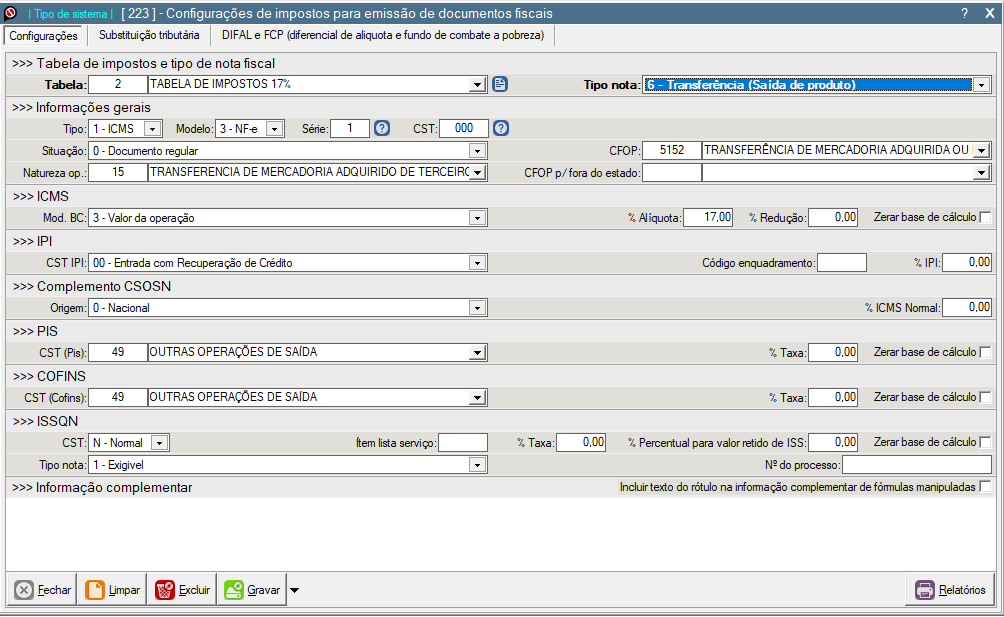 | Tipo de sistema | [ 223 ] - Configurações de impostos para emissão de documentos fiscais ? X
Configurações Substituição tributária DIFAL e FCP (diferencial de aliquota e fundo de combate a pobreza)
>>> Tabela de impostos e tipo de nota fiscal
Tabela: 2 TABELA DE IMPOSTOS 17% Tipo nota: 6 - Transferência (Saída de produto)
>>> Informações gerais
Tipo: 1 - ICMS Modelo: 3 - NF-e Série: 1 ? CST: 000 ?
Situação: 0 - Documento regular CFOP: 5152 TRANSFERÊNCIA DE MERCADORIA ADQUIRIDA OU
Natureza op.: 15 TRANSFERENCIA DE MERCADORIA ADQUIRIDO DE TERCEIRO CFOP p/ fora do estado:
>>> ICMS
Mod. BC: 3 - Valor da operação % Alíquota: 17,00 % Redução: 0,00 Zerar base de cálculo
>>> IPI
CST IPI: 00 - Entrada com Recuperação de Crédito Código enquadramento: % IPI: 0,00
>>> Complemento CSOSN
Origem: 0 - Nacional % ICMS Normal: 0,00
>>> PIS
CST (Pis): 49 OUTRAS OPERAÇÕES DE SAÍDA % Taxa: 0,00 Zerar base de cálculo
>>> COFINS
CST (Cofins): 49 OUTRAS OPERAÇÕES DE SAÍDA % Taxa: 0,00 Zerar base de cálculo
>>> ISSQN
CST: N - Normal Ítem lista serviço: % Taxa: 0,00 % Percentual para valor retido de ISS: 0,00 Zerar base de cálculo
Tipo nota: 1 - Exigivel Nº do processo:
>>> Informação complementar Incluir texto do rótulo na informação complementar de fórmulas manipuladas
Fechar Limpar Excluir Gravar Relatórios